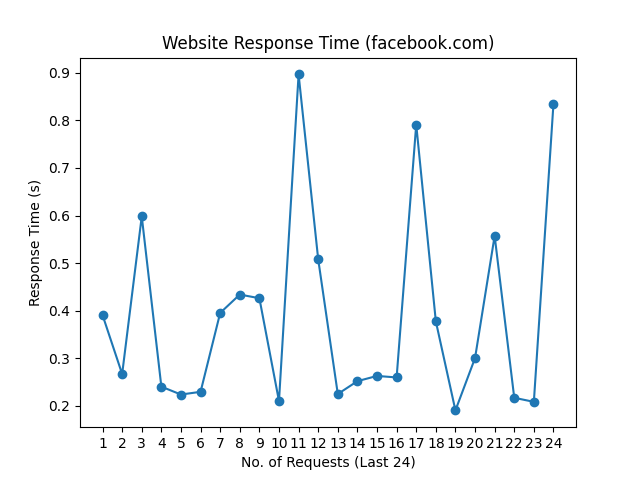 Website Response Time (facebook.com)
Response Time (s)
0.9
0.8
0.7
0.6
0.5
0.4
0.3
0.2
1 2 3 4 5 6 7 8 9 10 11 12 13 14 15 16 17 18 19 20 21 22 23 24
No. of Requests (Last 24)